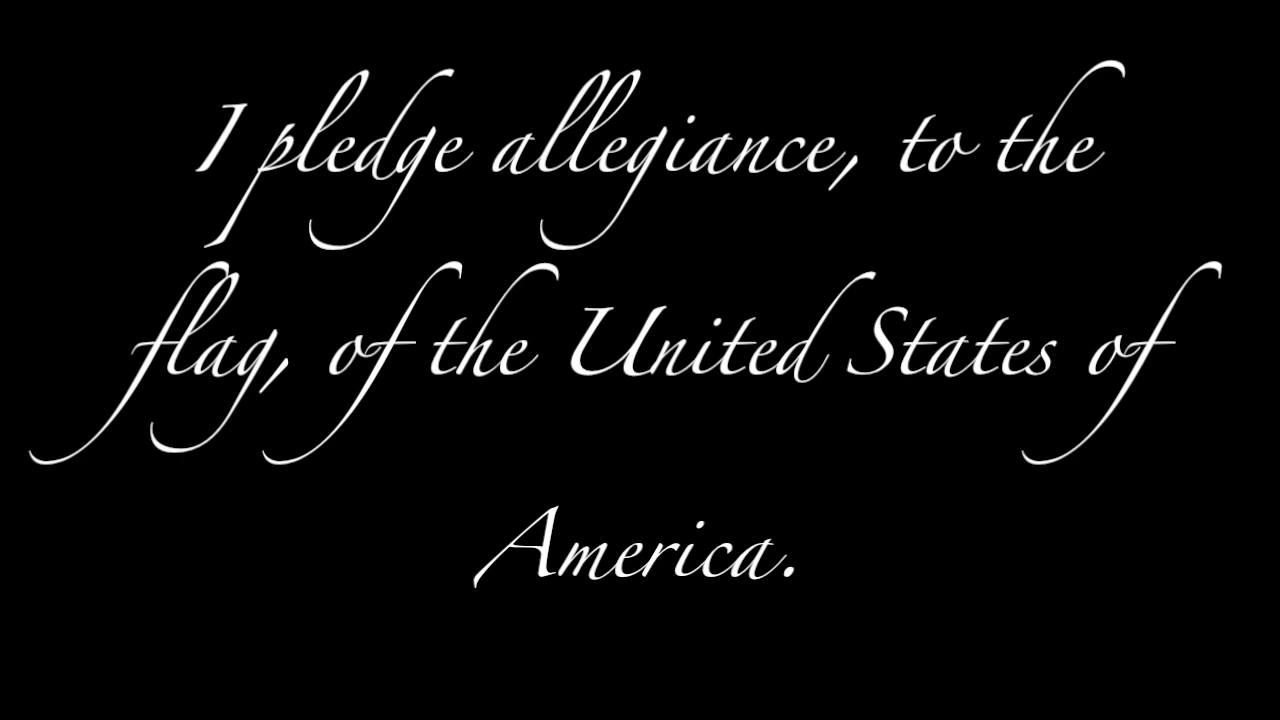 I pledge allegiance, to the
flag, of the United States of
America.